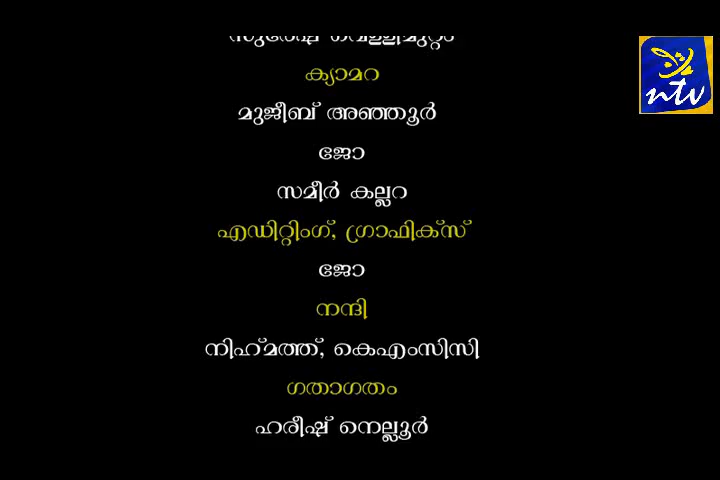 സുരേഷ് വെള്ളിമുറ്റം
ക്യാമറ
മുജീബ് അഞ്ഞൂർ
ജോ
സമീർ കല്ലറ
എഡിറ്റിംഗ്, ഗ്രാഫിക്സ്
ജോ
നന്ദി
നിഹ്മത്ത്, കെഎംസിസി
ഗതാഗതം
ഹരീഷ് നെല്ലൂർ
ntv